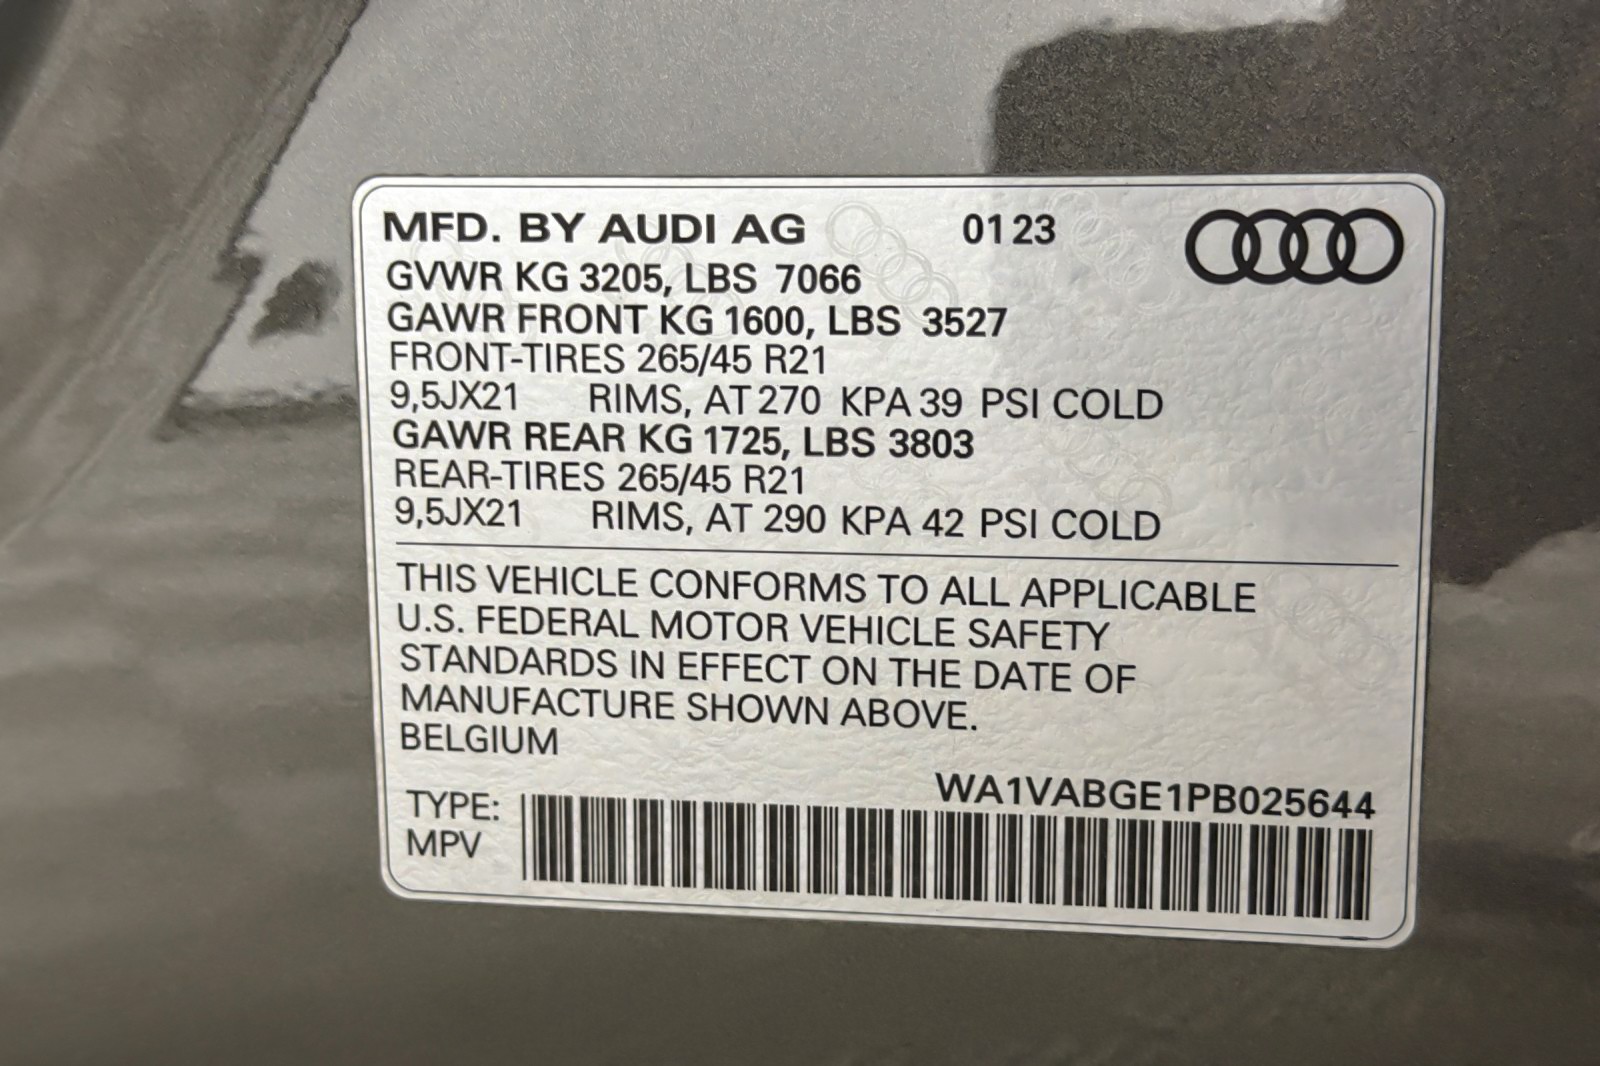 MFD. BY AUDI AG 01 23
GVWR KG 3205, LBS 7066
GAWR FRONT KG 1600, LBS 3527
FRONT-TIRES 265/45 R21
9,5JX21 RIMS, AT 270 KPA 39 PSI COLD
GAWR REAR KG 1725, LBS 3803
REAR-TIRES 265/45 R21
9,5JX21 RIMS, AT 290 KPA 42 PSI COLD
THIS VEHICLE CONFORMS TO ALL APPLICABLE
U.S. FEDERAL MOTOR VEHICLE SAFETY
STANDARDS IN EFFECT ON THE DATE OF
MANUFACTURE SHOWN ABOVE.
BELGIUM
WA1VABGE1PB025644
TYPE:
MPV